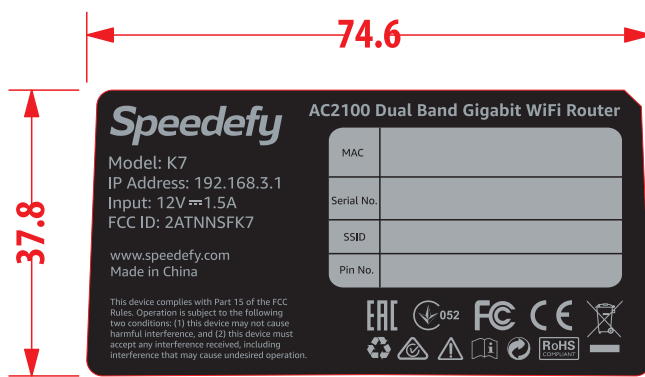 74.6
37.8
Speedefy
AC2100 Dual Band Gigabit WiFi Router
Model: K7
IP Address: 192.168.3.1
Input: 12V⎓1.5A
FCC ID: 2ATNNSFK7
www.speedefy.com
Made in China
This device complies with Part 15 of the FCC
Rules. Operation is subject to the following
two conditions: (1) this device may not cause
harmful interference, and (2) this device must
accept any interference received, including
interference that may cause undesired operation.
MAC
Serial No.
SSID
Pin No.
EAC 052 FC CE
RoHS
COMPLIANT